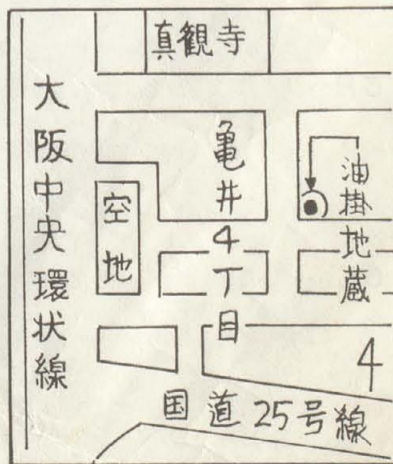 真観寺
大阪中央環状線
亀井4丁目
油掛地蔵
空地
4
国道25号線